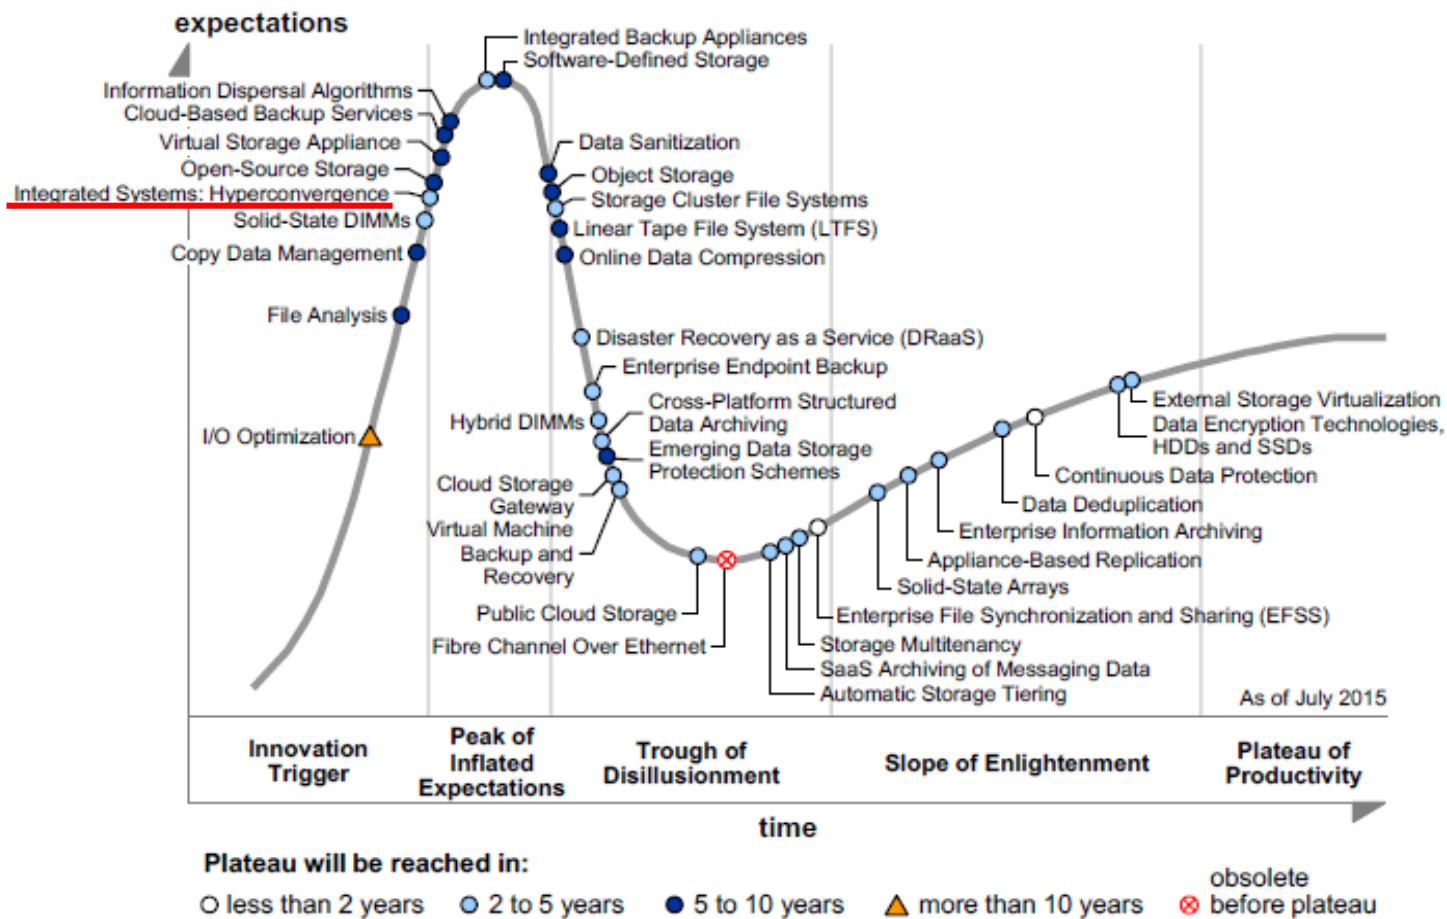 expectations
Integrated Backup Appliances
Software-Defined Storage
Information Dispersal Algorithms
Cloud-Based Backup Services
Virtual Storage Appliance
Open-Source Storage
Integrated Systems: Hyperconvergence
Solid-State DIMMs
Copy Data Management
File Analysis
I/O Optimization
Data Sanitization
Object Storage
Storage Cluster File Systems
Linear Tape File System (LTFS)
Online Data Compression
Disaster Recovery as a Service (DRaaS)
Enterprise Endpoint Backup
Hybrid DIMMs
Cross-Platform Structured
Data Archiving
Emerging Data Storage
Protection Schemes
Cloud Storage
Gateway
Virtual Machine
Backup and
Recovery
Public Cloud Storage
Fibre Channel Over Ethernet
External Storage Virtualization
Data Encryption Technologies,
HDDs and SSDs
Continuous Data Protection
Data Deduplication
Enterprise Information Archiving
Appliance-Based Replication
Solid-State Arrays
Enterprise File Synchronization and Sharing (EFSS)
Storage Multitenancy
SaaS Archiving of Messaging Data
Automatic Storage Tiering
As of July 2015
Innovation
Trigger
Peak of
Inflated
Expectations
Trough of
Disillusionment
Slope of Enlightenment
Plateau of
Productivity
time
Plateau will be reached in:
less than 2 years
2 to 5 years
5 to 10 years
more than 10 years
obsolete
before plateau